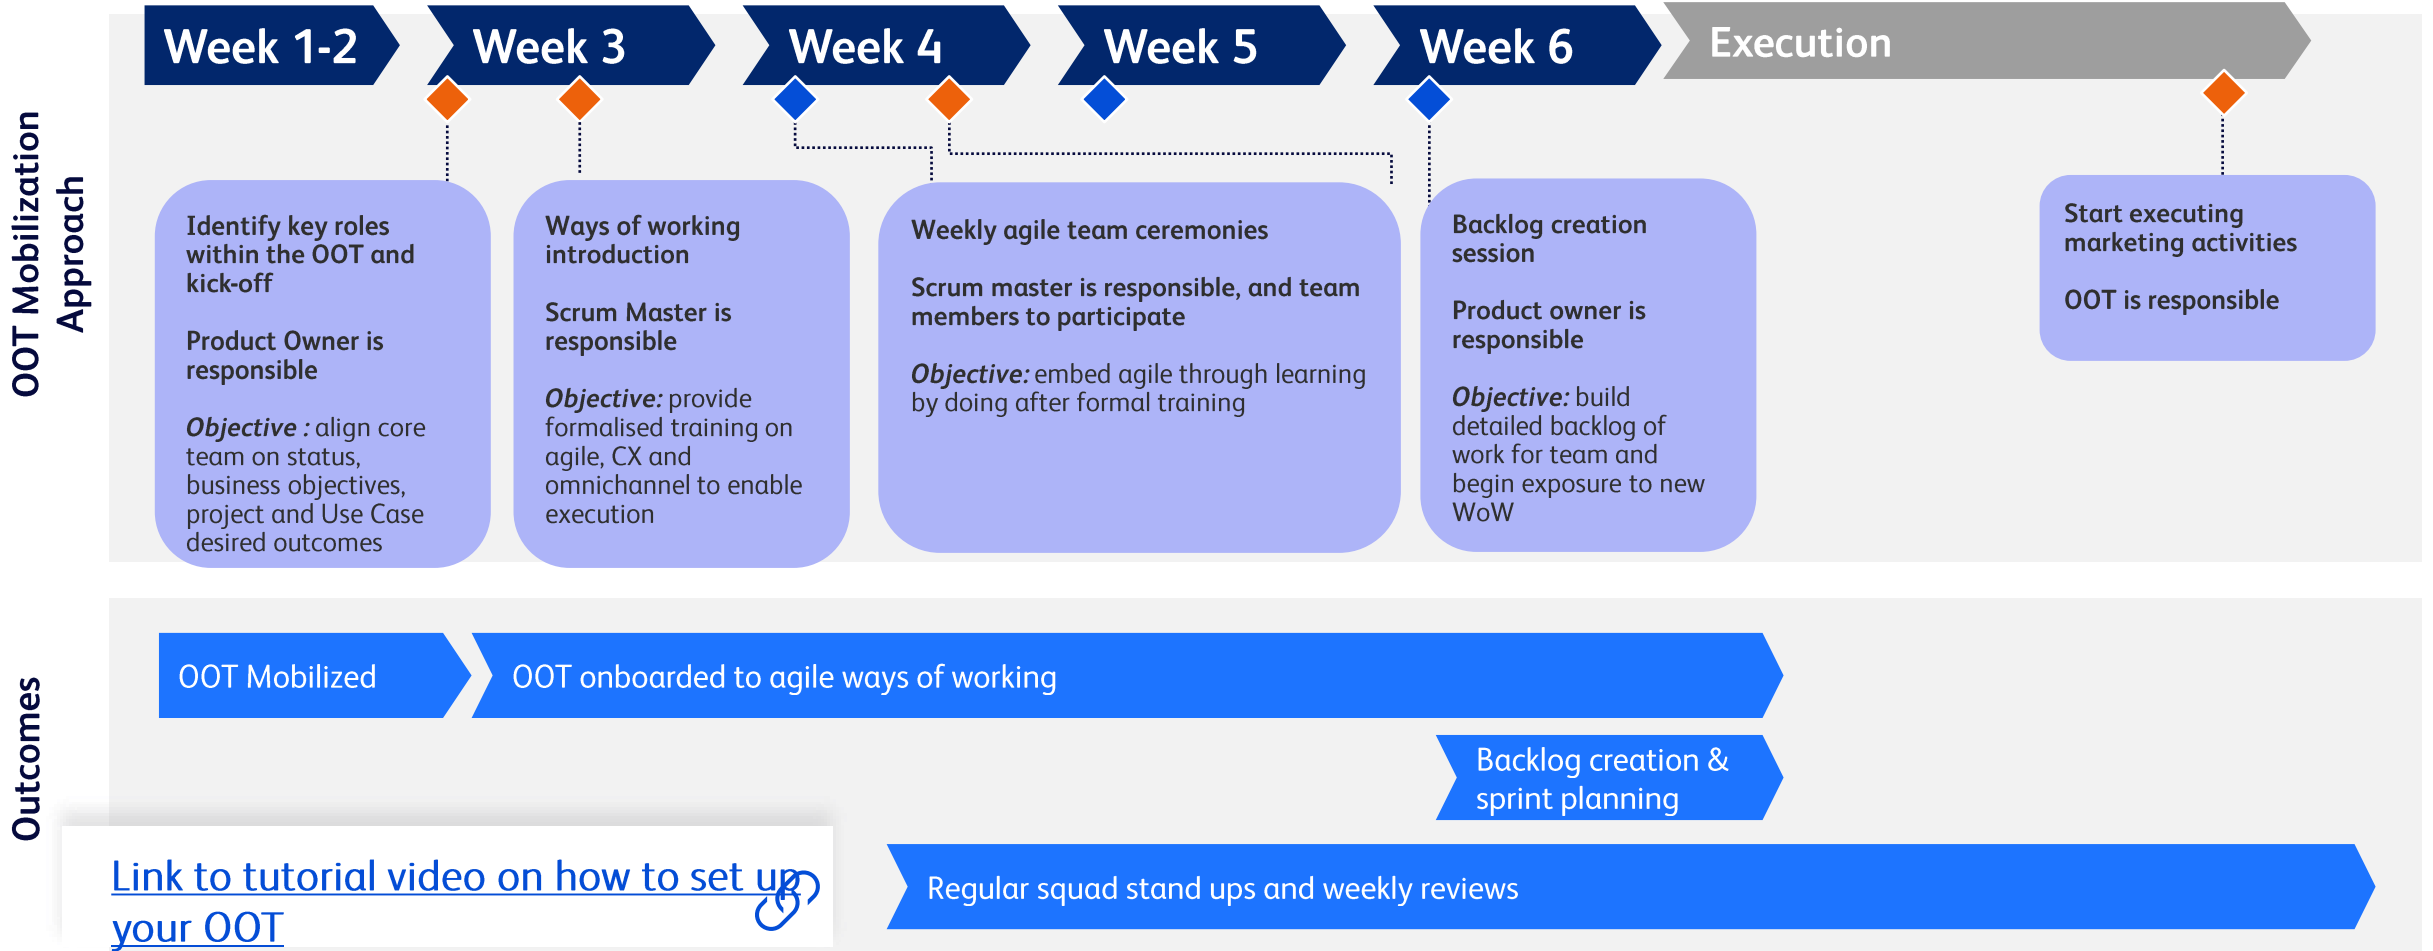 Week 1-2
Week 3
Week 4
Week 5
Week 6
Execution
OOT Mobilization
Approach
Identify key roles
within the OOT and
kick-off
Product Owner is
responsible
Objective : align core
team on status,
business objectives,
project and Use Case
desired outcomes
Ways of working
introduction
Scrum Master is
responsible
Objective: provide
formalised training on
agile, CX and
omnichannel to enable
execution
Weekly agile team ceremonies
Scrum master is responsible, and team
members to participate
Objective: embed agile through learning
by doing after formal training
Backlog creation
session
Product owner is
responsible
Objective: build
detailed backlog of
work for team and
begin exposure to new
WoW
Start executing
marketing activities
OOT is responsible
Outcomes
OOT Mobilized
OOT onboarded to agile ways of working
Backlog creation &
sprint planning
Regular squad stand ups and weekly reviews
Link to tutorial video on how to set up
your OOT